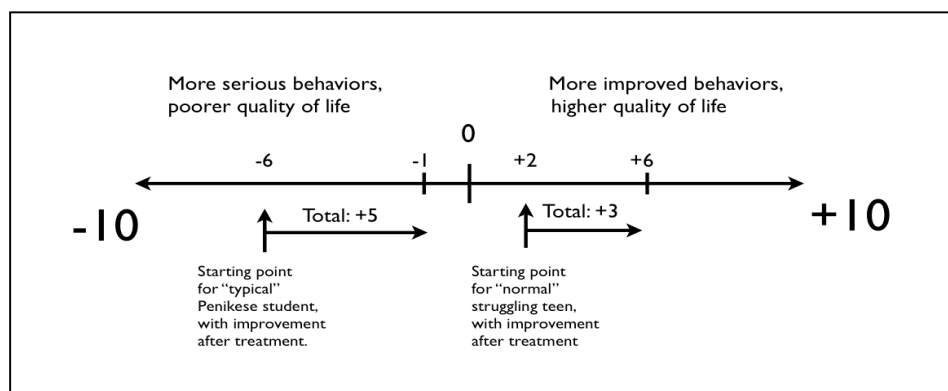 More serious behaviors,
poorer quality of life
More improved behaviors,
higher quality of life
0
-6
-1
+2
+6
-10
+10
Total: +5
Total: +3
Starting point
for "typical"
Penikese student,
with improvement
after treatment.
Starting point
for "normal"
struggling teen,
with improvement
after treatment